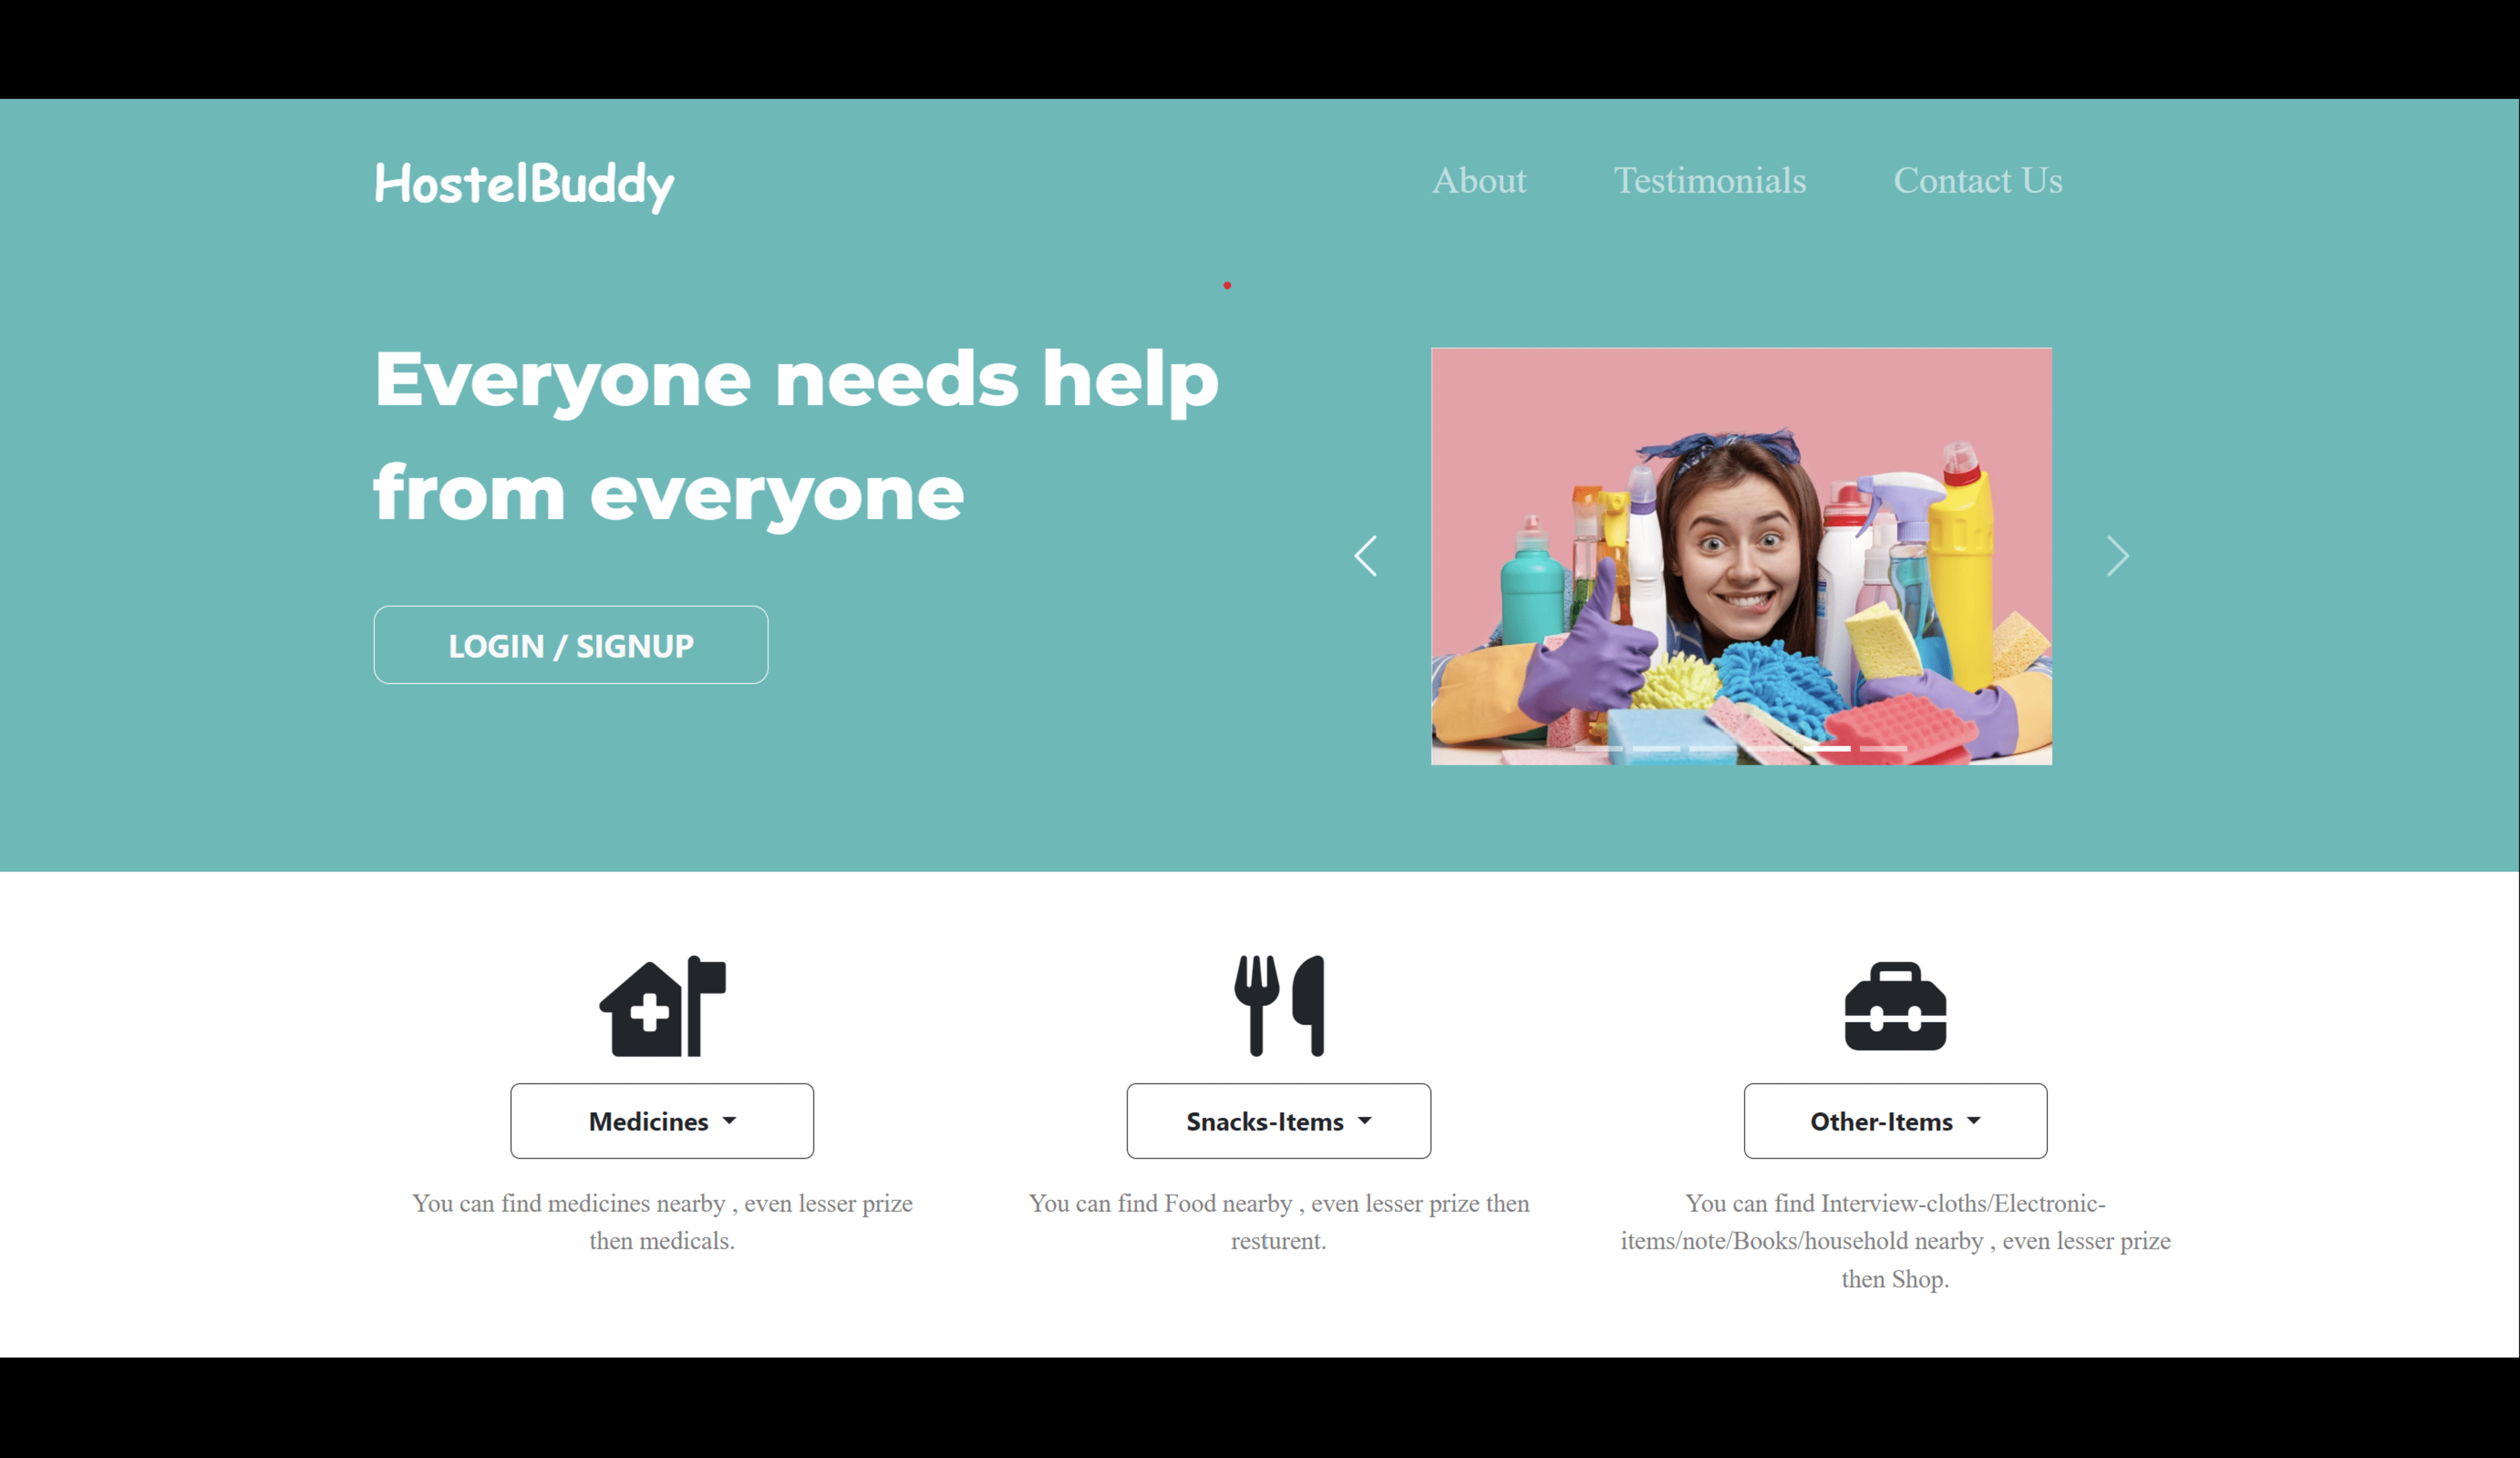 HostelBuddy
About
Testimonials
Contact Us
Everyone needs help
from everyone
LOGIN / SIGNUP
Medicines
You can find medicines nearby , even lesser prize
then medicals.
Snacks-Items
You can find Food nearby , even lesser prize then
resturent.
Other-Items
You can find Interview-cloths/Electronic-
items/note/Books/household nearby , even lesser prize
then Shop.